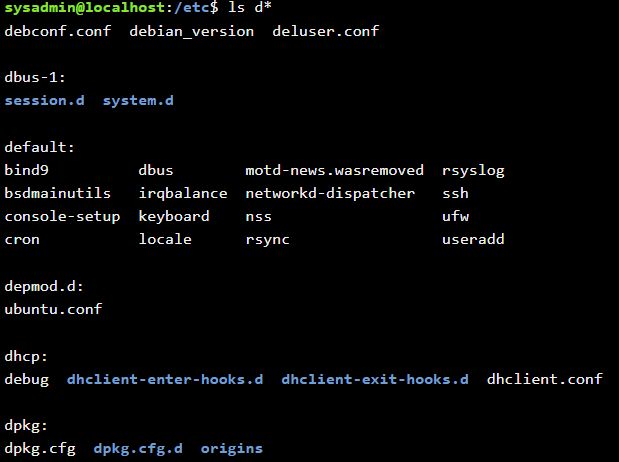 sysadmin@localhost:/etc$ ls d*
debconf.conf  debian_version  deluser.conf

dbus-1:
session.d  system.d

default:
bind9         dbus        motd-news.wasremoved  rsyslog
bsdmainutils  irqbalance  networkd-dispatcher   ssh
console-setup  keyboard    nss                   ufw
cron          locale      rsync                 useradd

depmod.d:
ubuntu.conf

dhcp:
debug  dhclient-enter-hooks.d  dhclient-exit-hooks.d  dhclient.conf

dpkg:
dpkg.cfg  dpkg.cfg.d  origins